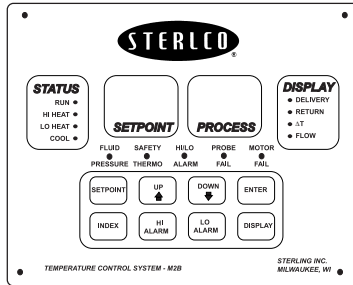 STERLCO®
STATUS
RUN
HI HEAT
LO HEAT
COOL
SETPOINT
PROCESS
DISPLAY
DELIVERY
RETURN
ΔT
FLOW
FLUID SAFETY HI/LO PROBE MOTOR
PRESSURE THERMO ALARM FAIL FAIL
SETPOINT UP DOWN ENTER
INDEX HI ALARM LO ALARM DISPLAY
TEMPERATURE CONTROL SYSTEM - M2B
STERLING INC.
MILWAUKEE, WI